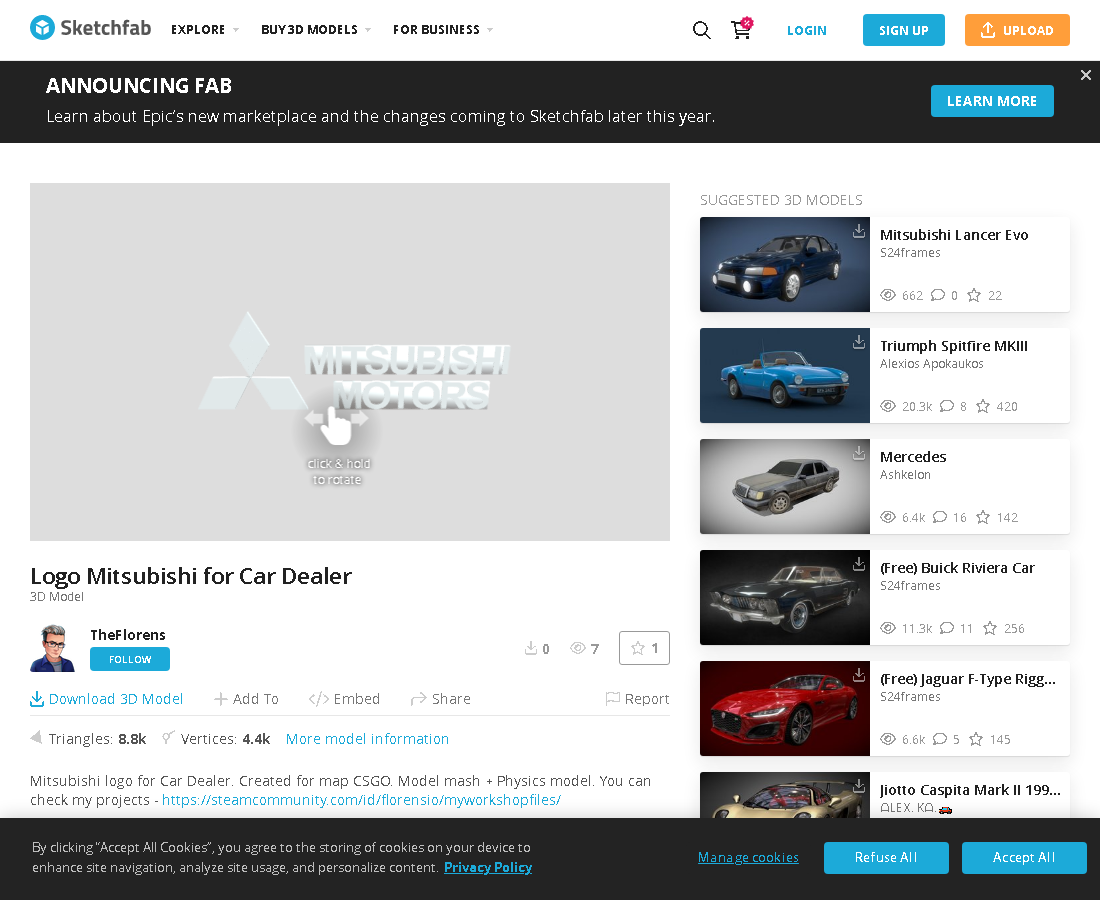 Sketchfab
EXPLORE
BUY 3D MODELS
FOR BUSINESS
LOGIN
SIGN UP
UPLOAD
ANNOUNCING FAB
Learn about Epic's new marketplace and the changes coming to Sketchfab later this year.
LEARN MORE
MITSUBISHI
MOTORS
click & hold
to rotate
Logo Mitsubishi for Car Dealer
3D Model
TheFlorens
FOLLOW
0
7
1
Download 3D Model
Add To
Embed
Share
Report
Triangles: 8.8k
Vertices: 4.4k
More model information
Mitsubishi logo for Car Dealer. Created for map CSGO. Model mash + Physics model. You can
check my projects - https://steamcommunity.com/id/florensio/myworkshopfiles/
SUGGESTED 3D MODELS
Mitsubishi Lancer Evo
S24frames
662 0 22
Triumph Spitfire MKIII
Alexios Apokaukos
20.3k 8 420
Mercedes
Ashkelon
6.4k 16 142
(Free) Buick Riviera Car
S24frames
11.3k 11 256
(Free) Jaguar F-Type Rigg...
S24frames
6.6k 5 145
Jiotto Caspita Mark II 199...
ᗩLEX. Kᗩ.🚗
By clicking "Accept All Cookies", you agree to the storing of cookies on your device to
enhance site navigation, analyze site usage, and personalize content. Privacy Policy
Manage cookies
Refuse All
Accept All